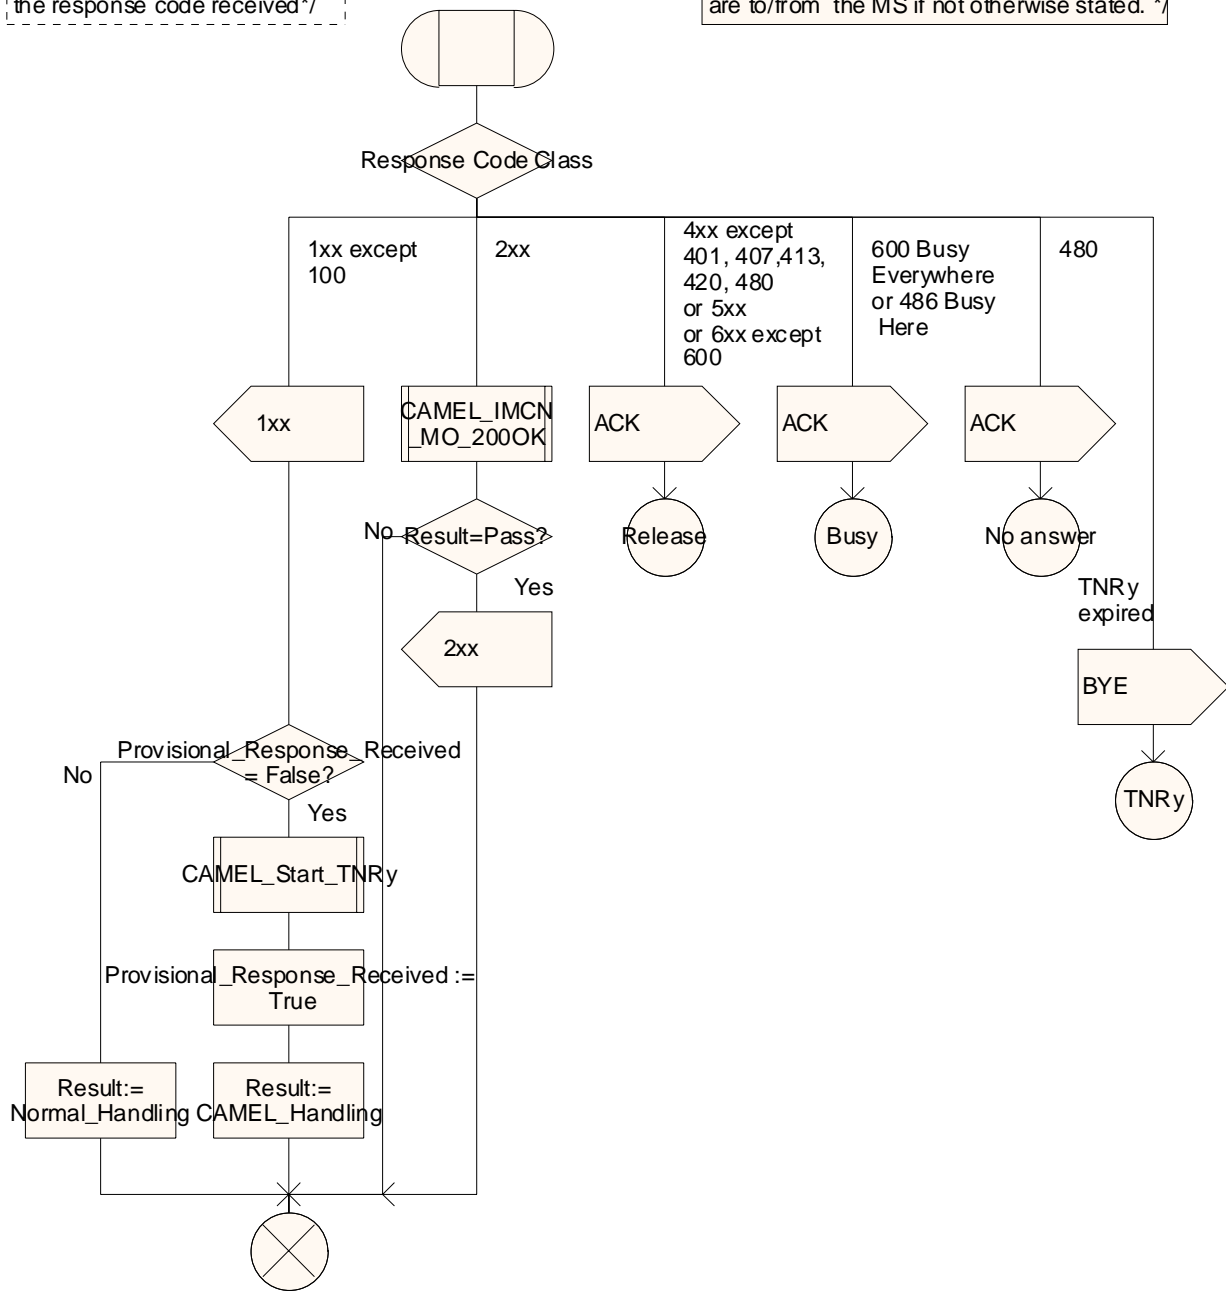 the response code received*/
are to/from the MS if not otherwise stated. */
Response Code Class
1xx except
100
2xx
4xx except
401, 407,413,
420, 480
or 5xx
or 6xx except
600
600 Busy
Everywhere
or 486 Busy
Here
480
1xx
CAMEL_IMCN
_MO_200OK
ACK
ACK
ACK
No
Result=Pass?
Release
Busy
No answer
Yes
TNRy
expired
2xx
BYE
Provisional_Response_Received
= False?
No
Yes
TNRy
CAMEL_Start_TNRy
Provisional_Response_Received :=
True
Result:=
Normal_Handling
Result:=
CAMEL_Handling